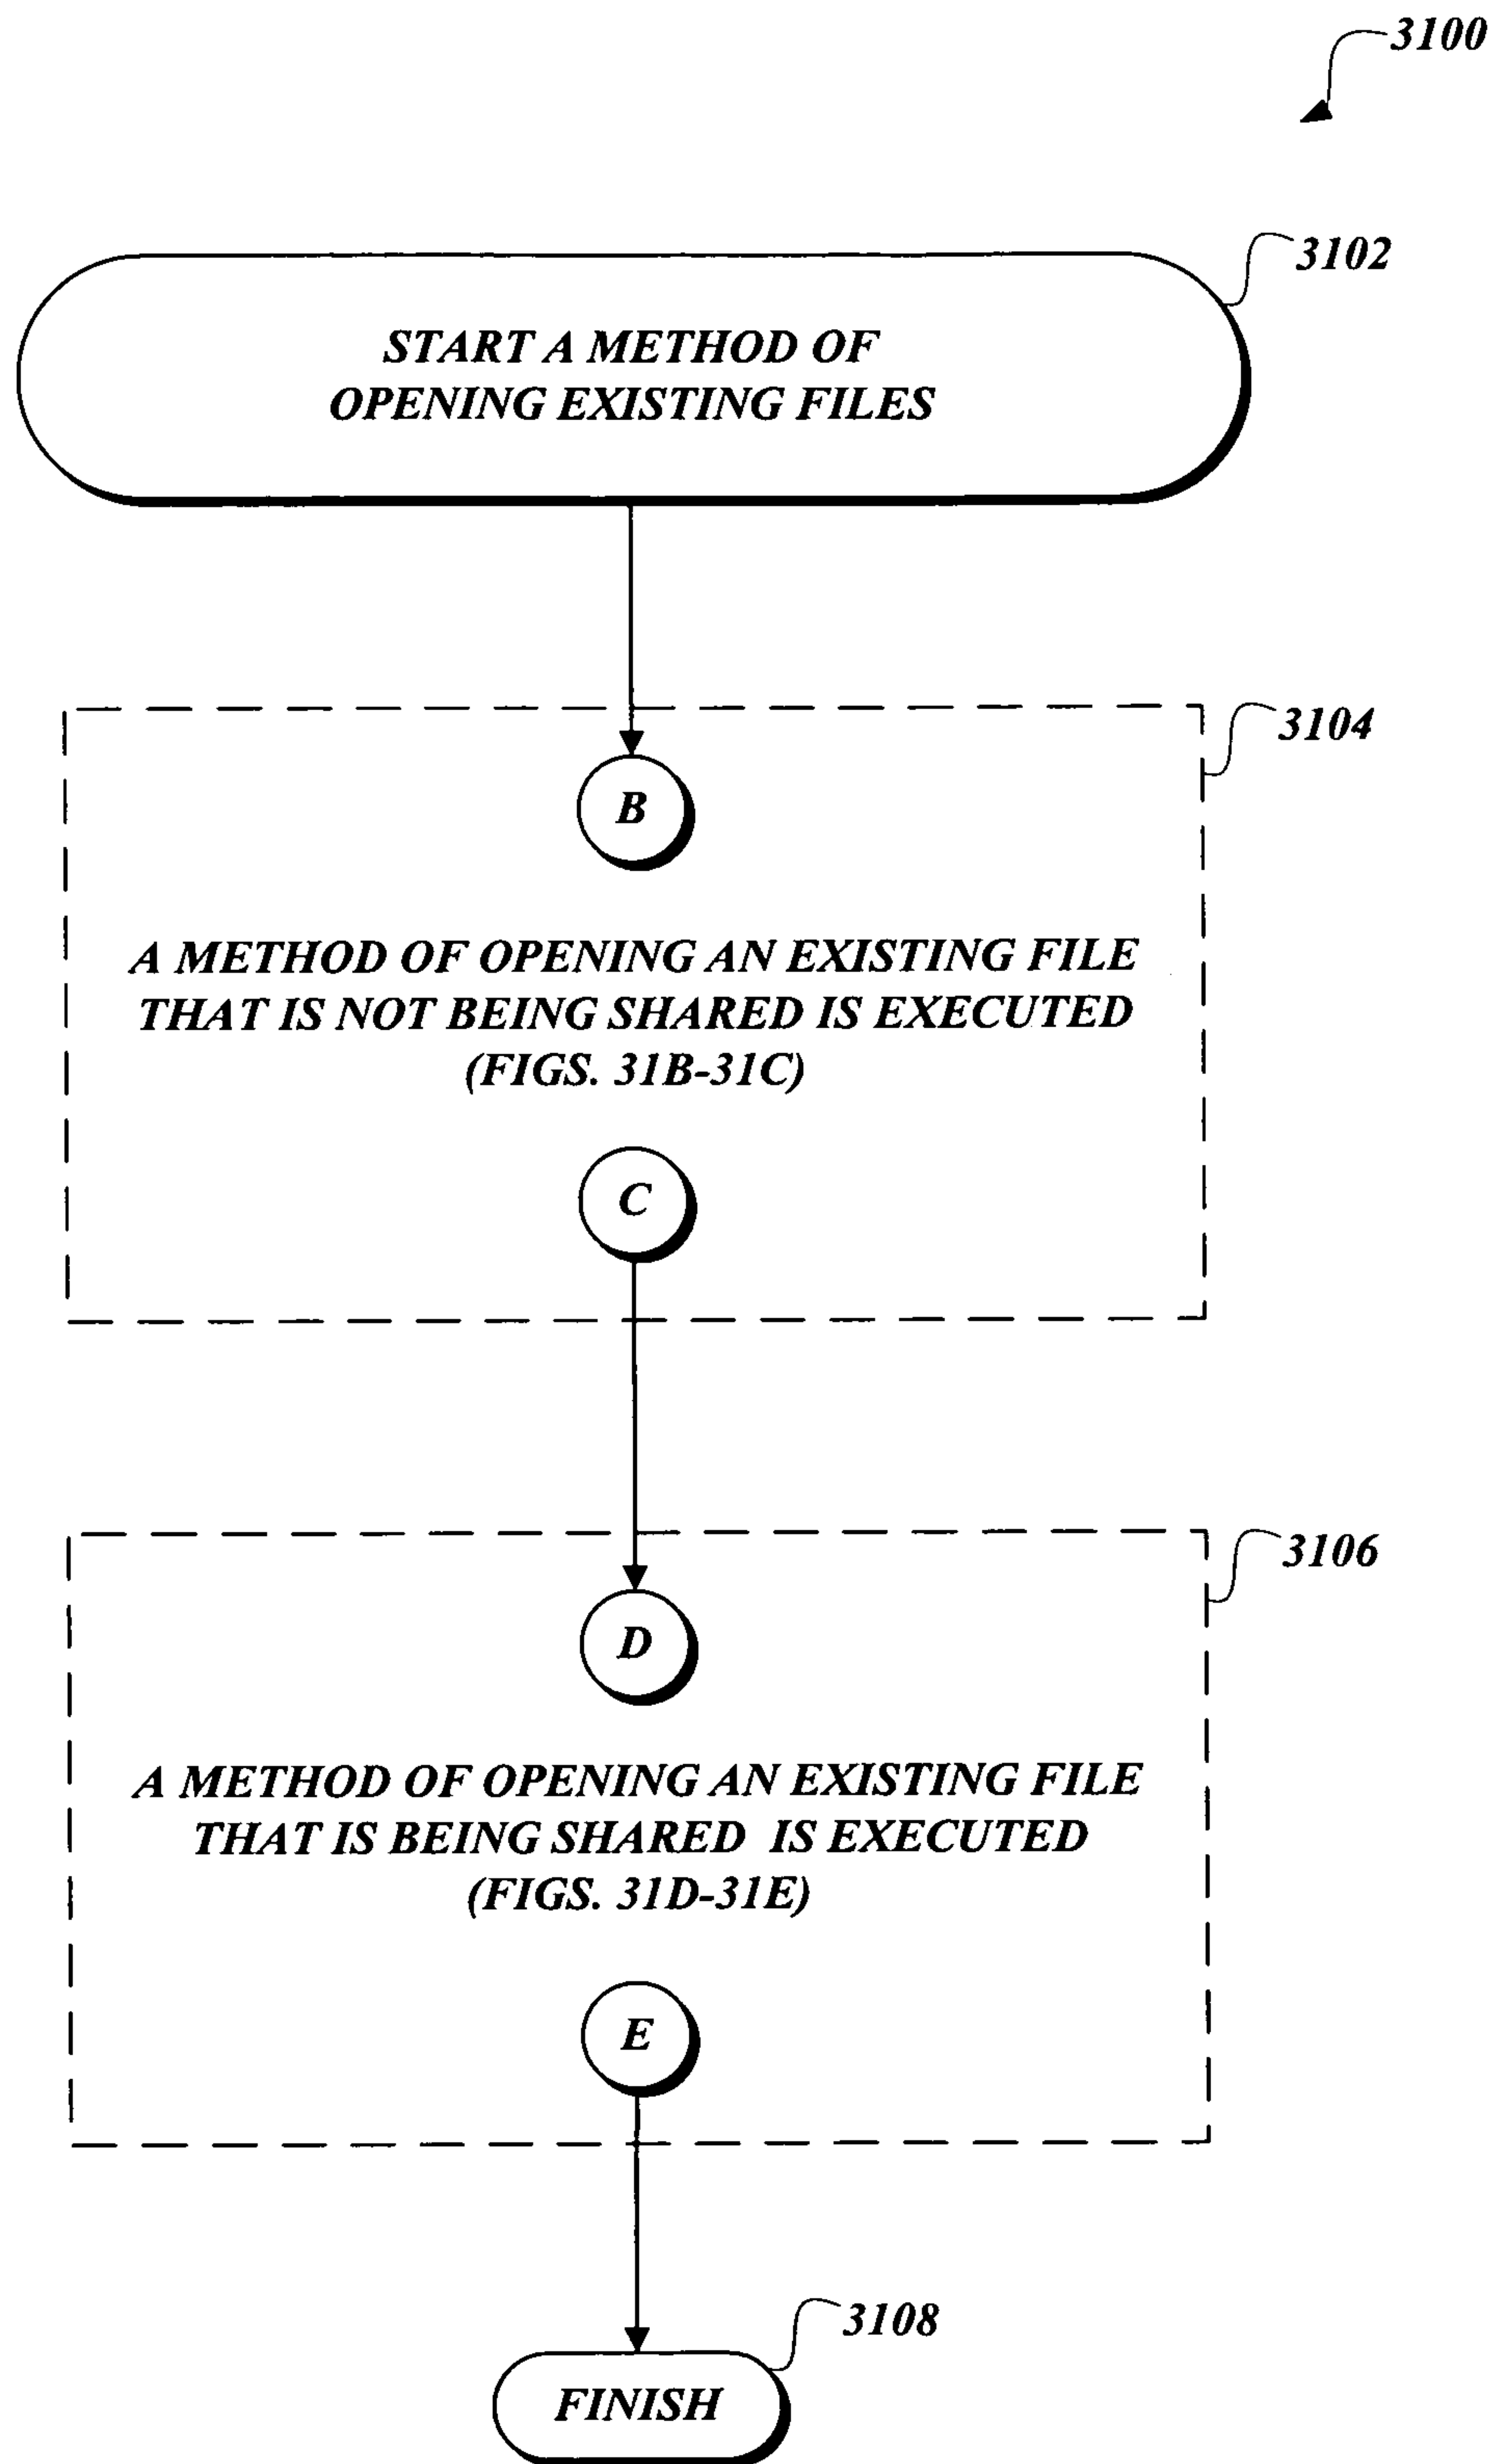 3100
3102
START A METHOD OF
OPENING EXISTING FILES
3104
B
A METHOD OF OPENING AN EXISTING FILE
THAT IS NOT BEING SHARED IS EXECUTED
(FIGS. 31B-31C)
C
3106
D
A METHOD OF OPENING AN EXISTING FILE
THAT IS BEING SHARED IS EXECUTED
(FIGS. 31D-31E)
E
3108
FINISH